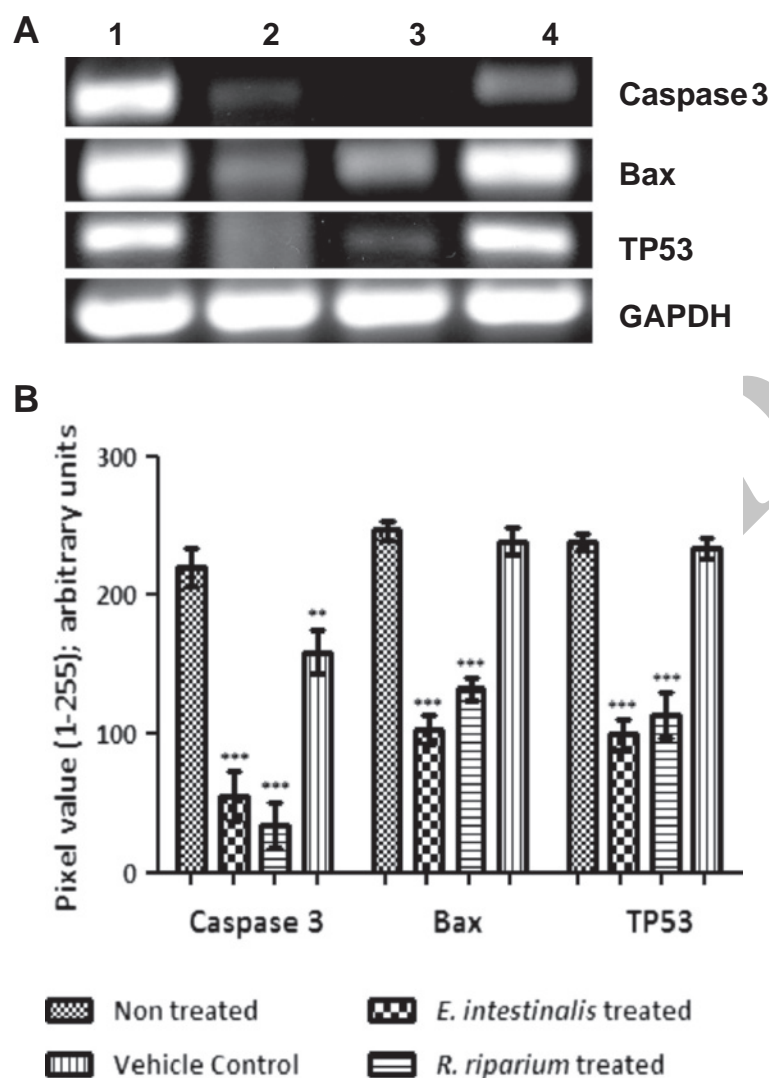 A
1 2 3 4
Caspase 3
Bax
TP53
GAPDH
B
Pixel value (1-255); arbitrary units
300
200
100
0
*** *** **
*** ***
*** ***
Caspase 3 Bax TP53
Non treated E. intestinalis treated
Vehicle Control R. riparium treated